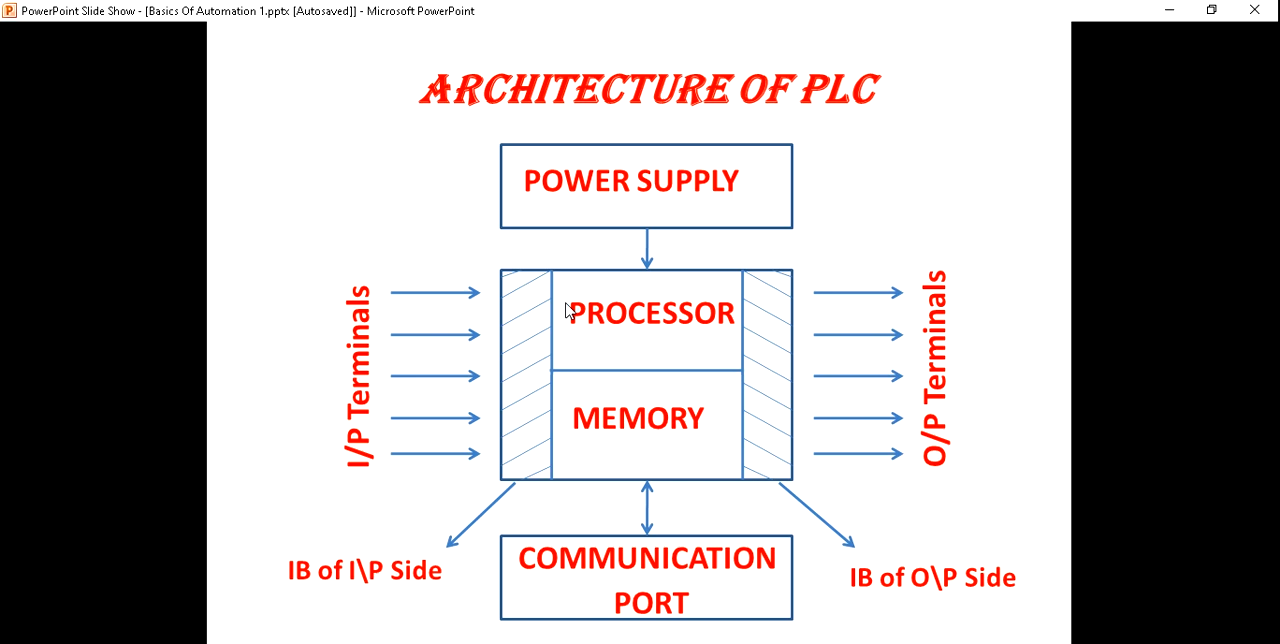 PowerPoint Slide Show - [Basics Of Automation 1.pptx [Autosaved]] - Microsoft PowerPoint
ARCHITECTURE OF PLC
POWER SUPPLY
I/P Terminals
PROCESSOR
MEMORY
O/P Terminals
IB of I\P Side
COMMUNICATION
PORT
IB of O\P Side